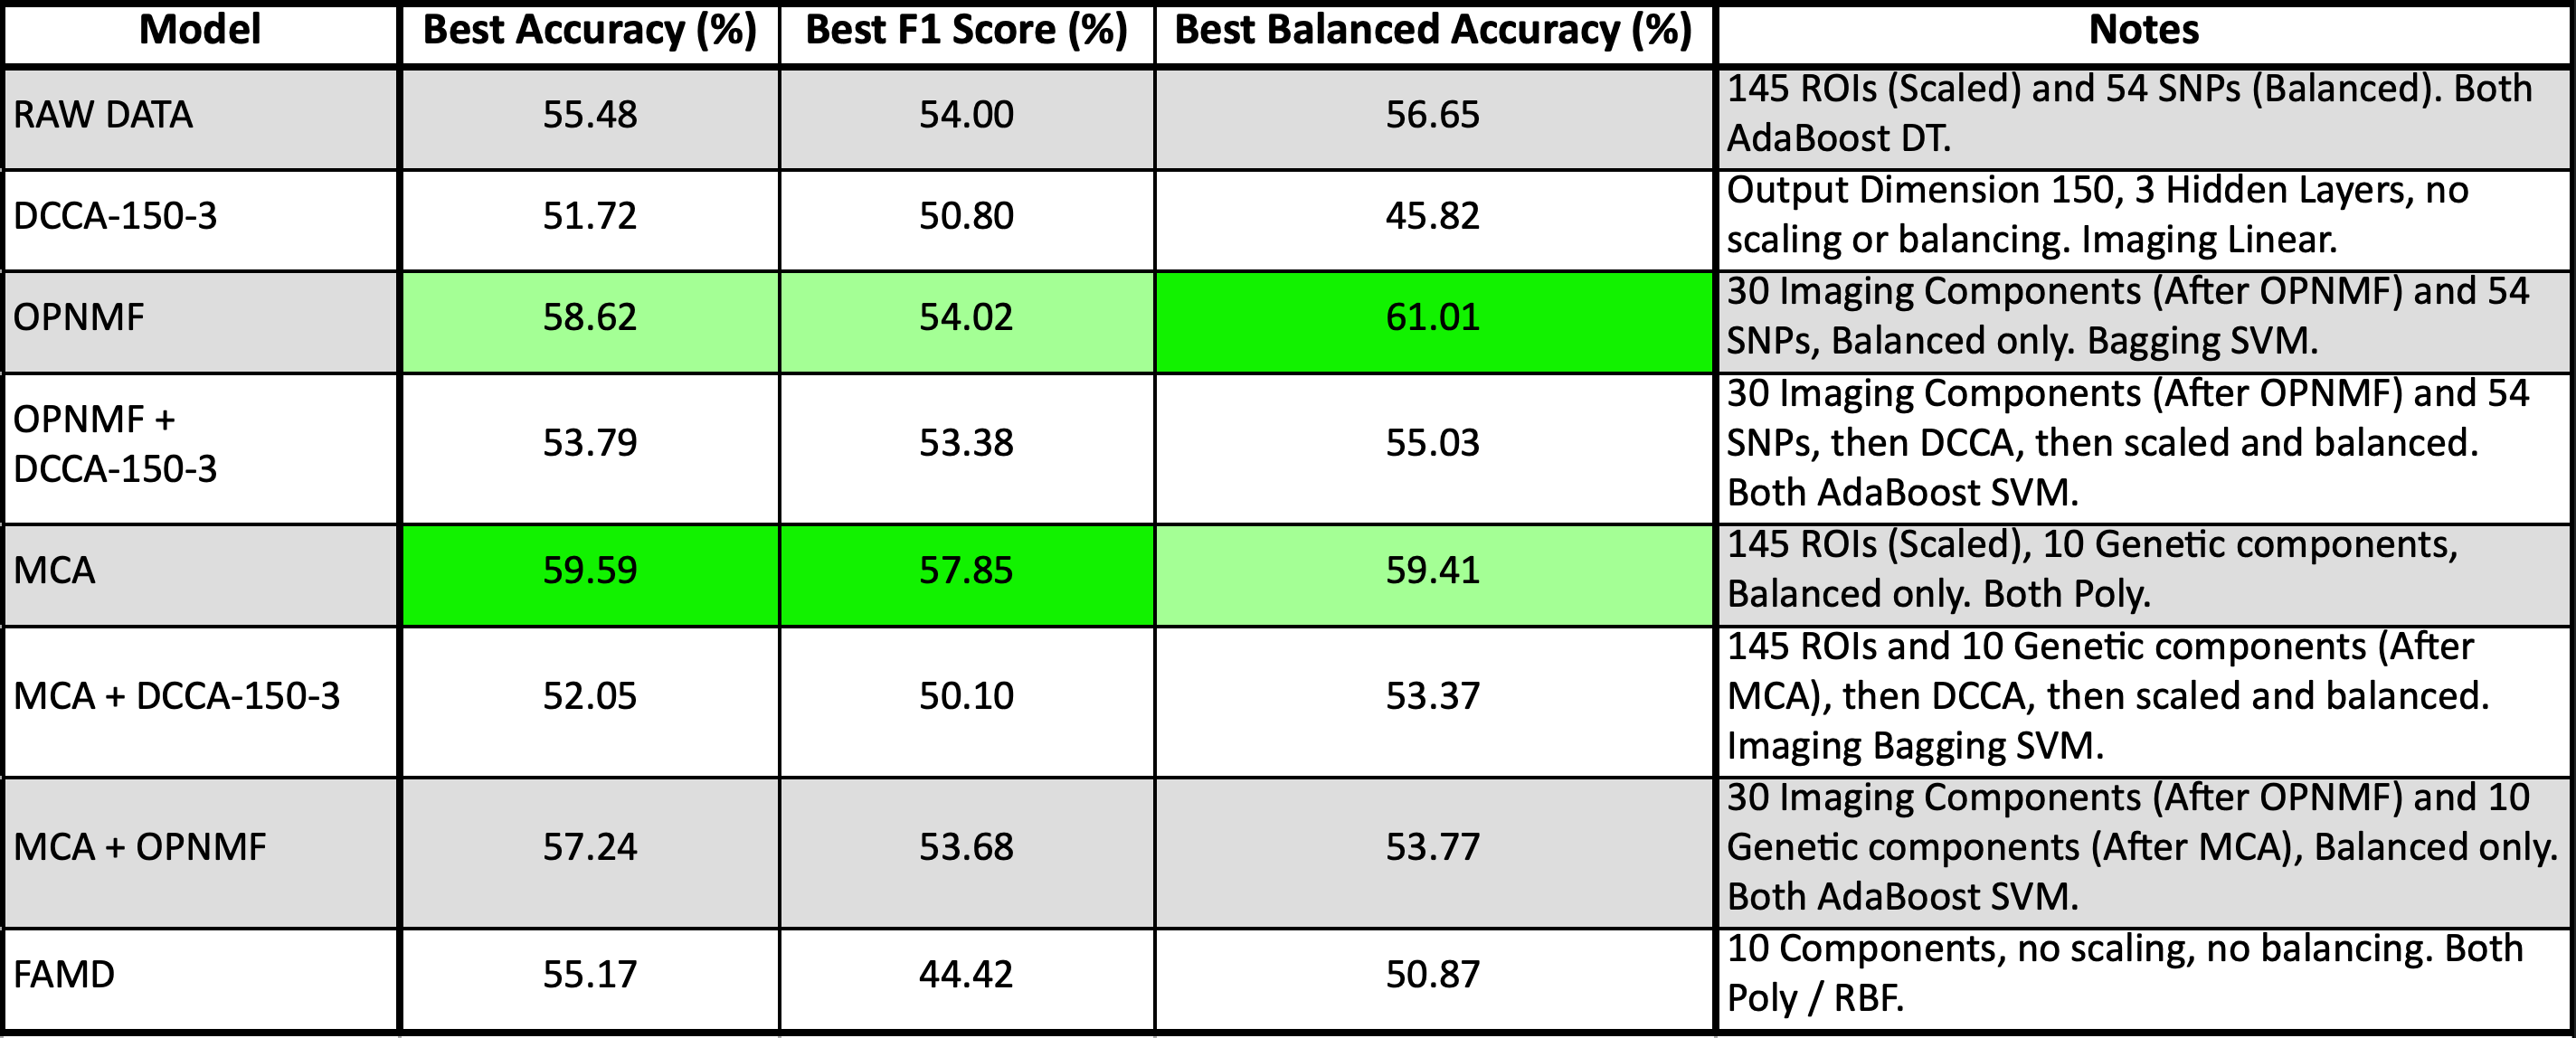 Model Best Accuracy (%) Best F1 Score (%) Best Balanced Accuracy (%) Notes
RAW DATA 55.48 54.00 56.65 145 ROIs (Scaled) and 54 SNPs (Balanced). Both
AdaBoost DT.
DCCA-150-3 51.72 50.80 45.82 Output Dimension 150, 3 Hidden Layers, no
scaling or balancing. Imaging Linear.
OPNMF 58.62 54.02 61.01 30 Imaging Components (After OPNMF) and 54
SNPs, Balanced only. Bagging SVM.
OPNMF +
DCCA-150-3 53.79 53.38 55.03 30 Imaging Components (After OPNMF) and 54
SNPs, then DCCA, then scaled and balanced.
Both AdaBoost SVM.
MCA 59.59 57.85 59.41 145 ROIs (Scaled), 10 Genetic components,
Balanced only. Both Poly.
MCA + DCCA-150-3 52.05 50.10 53.37 145 ROIs and 10 Genetic components (After
MCA), then DCCA, then scaled and balanced.
Imaging Bagging SVM.
MCA + OPNMF 57.24 53.68 53.77 30 Imaging Components (After OPNMF) and 10
Genetic components (After MCA), Balanced only.
Both AdaBoost SVM.
FAMD 55.17 44.42 50.87 10 Components, no scaling, no balancing. Both
Poly / RBF.